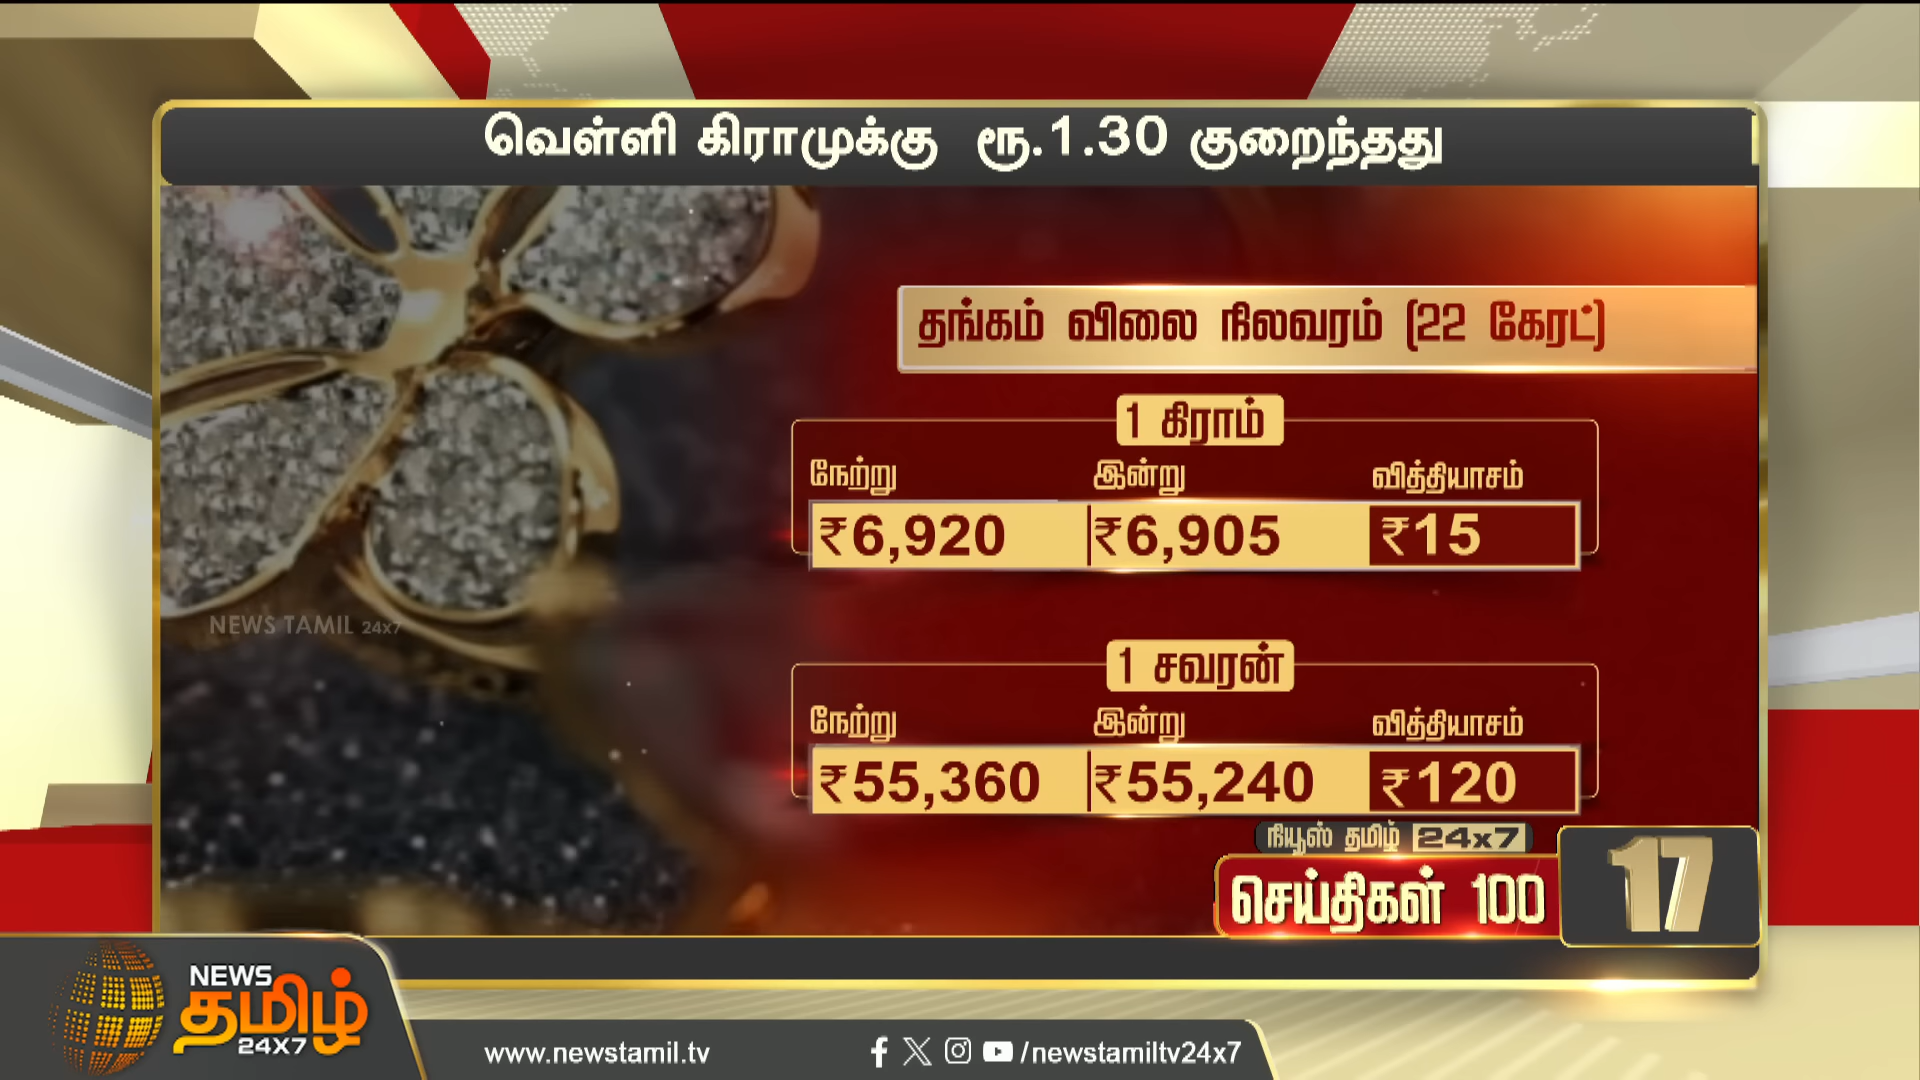 வெள்ளி கிராமுக்கு ரூ.1.30 குறைந்தது
தங்கம் விலை நிலவரம் (22 கேரட்)
1 கிராம்
நேற்று இன்று வித்தியாசம்
₹6,920 ₹6,905 ₹15
NEWS TAMIL 24x7
1 சவரன்
நேற்று இன்று வித்தியாசம்
₹55,360 ₹55,240 ₹120
நியூஸ் தமிழ் 24x7
செய்திகள் 100 17
NEWS
தமிழ்
24X7
www.newstamil.tv /newstamiltv24x7